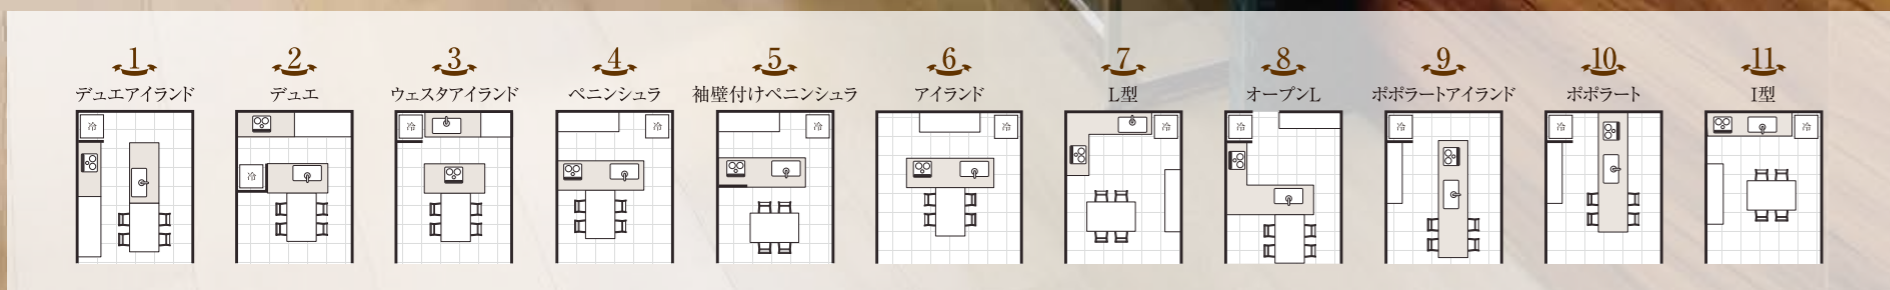 1
デュエアイランド
冷
2
デュエ
冷
3
ウェスタアイランド
冷
4
ペニンシュラ
冷
5
袖壁付けペニンシュラ
冷
6
アイランド
冷
7
L型
冷
8
オープンL
冷
9
ポポラートアイランド
冷
10
ポポラート
冷
11
I型
冷